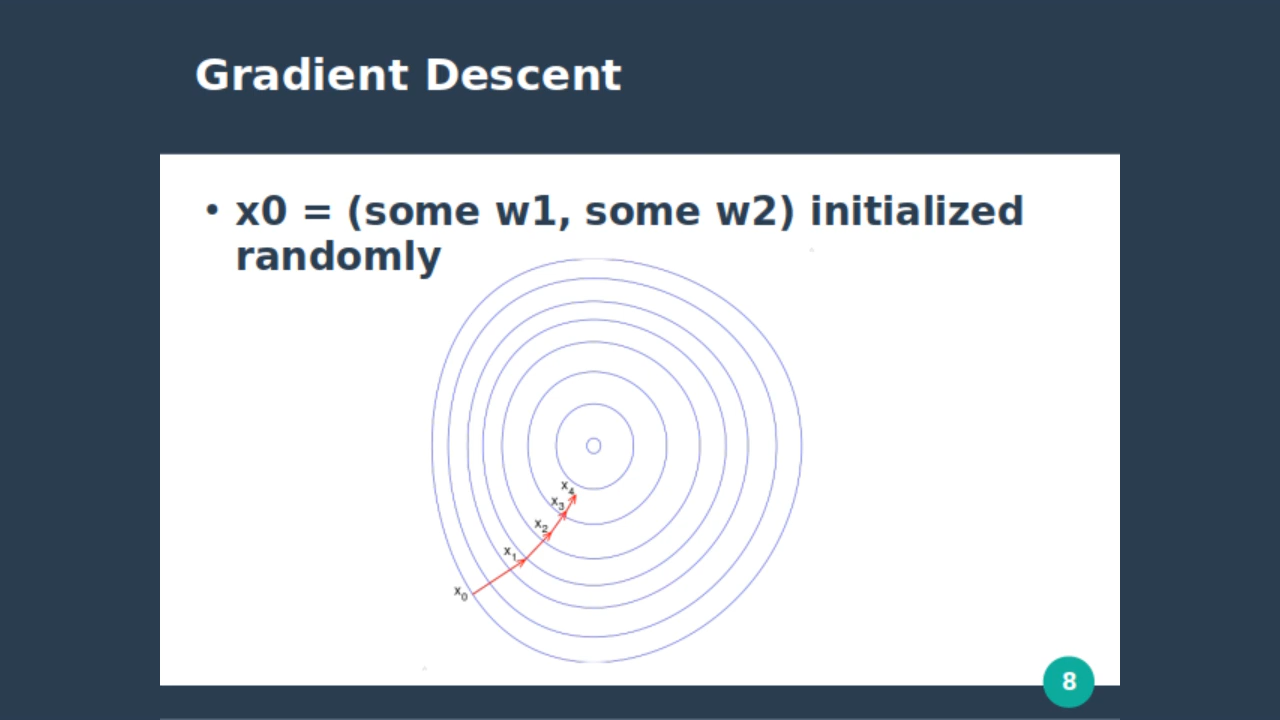 Gradient Descent
• x0 = (some w1, some w2) initialized
randomly
x4
x3
x2
x1
x0
8